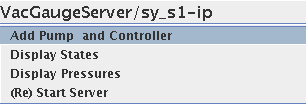 VacGaugeServer/sy_s1-ip
Add Pump and Controller
Display States
Display Pressures
(Re) Start Server